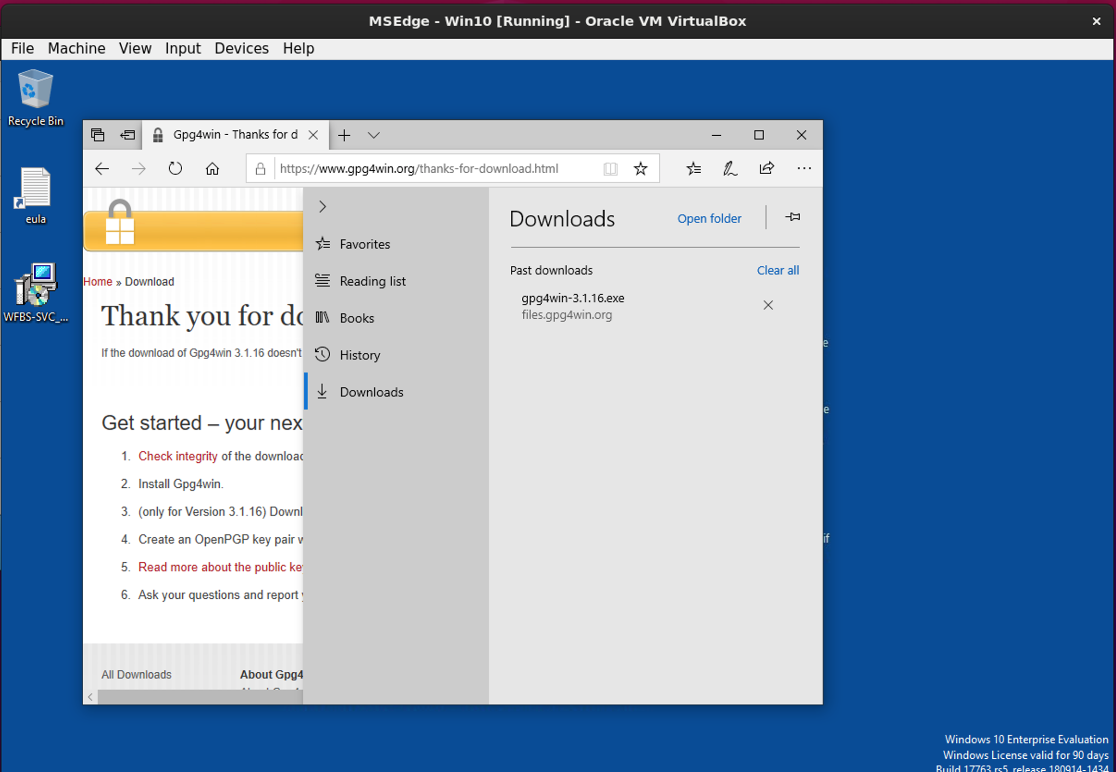 MSEdge - Win10 [Running] - Oracle VM VirtualBox
File Machine View Input Devices Help
Recycle Bin
eula
WFBS-SVC_...
Gpg4win - Thanks for d
https://www.gpg4win.org/thanks-for-download.html
Home » Download
Thank you for do
If the download of Gpg4win 3.1.16 doesn't
Get started – your nex
1. Check integrity of the downloa
2. Install Gpg4win.
3. (only for Version 3.1.16) Downl
4. Create an OpenPGP key pair w
5. Read more about the public ke
6. Ask your questions and report
All Downloads
About Gpg4
Favorites
Reading list
Books
History
Downloads
Downloads
Open folder
Past downloads
Clear all
gpg4win-3.1.16.exe
files.gpg4win.org
e
e
if
Windows 10 Enterprise Evaluation
Windows License valid for 90 days
Build 17763.rs5_release.180914-1434